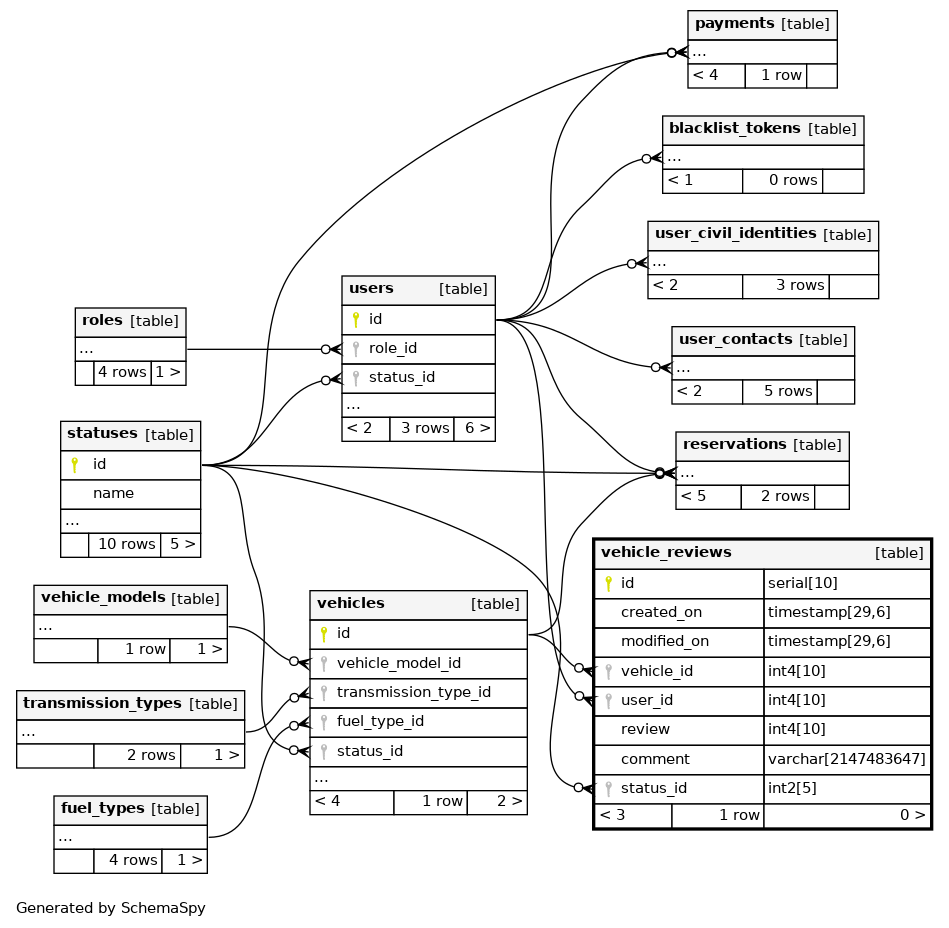 payments [table]
...
< 4 1 row
blacklist_tokens [table]
...
< 1 0 rows
user_civil_identities [table]
...
< 2 3 rows
users [table]
id
role_id
status_id
...
< 2 3 rows 6 >
roles [table]
...
4 rows 1 >
user_contacts [table]
...
< 2 5 rows
statuses [table]
id
name
...
10 rows 5 >
reservations [table]
...
< 5 2 rows
vehicle_reviews [table]
id serial[10]
created_on timestamp[29,6]
modified_on timestamp[29,6]
vehicle_id int4[10]
user_id int4[10]
review int4[10]
comment varchar[2147483647]
status_id int2[5]
< 3 1 row 0 >
vehicle_models [table]
...
1 row 1 >
vehicles [table]
id
vehicle_model_id
transmission_type_id
fuel_type_id
status_id
...
< 4 1 row 2 >
transmission_types [table]
...
2 rows 1 >
fuel_types [table]
...
4 rows 1 >
Generated by SchemaSpy